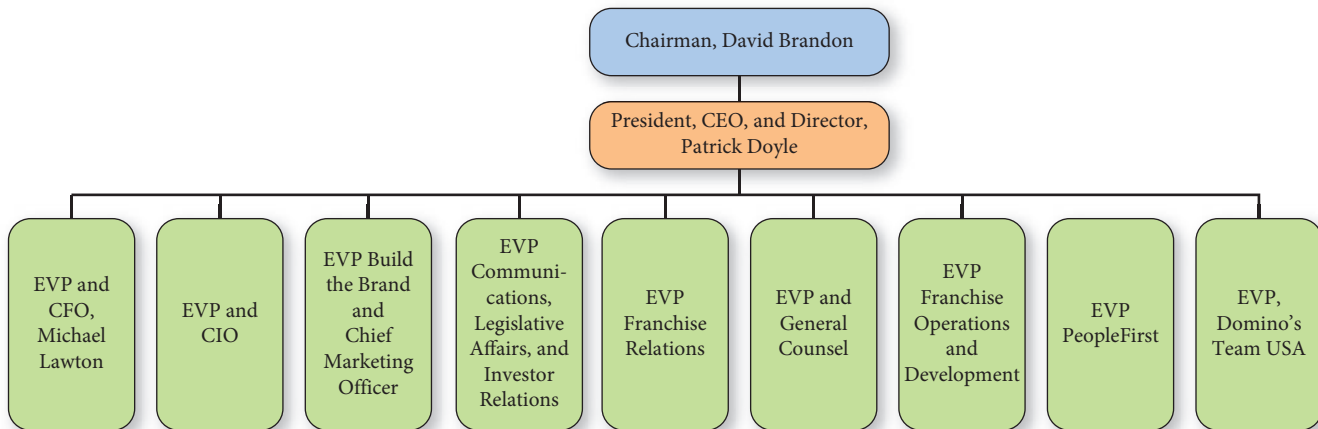 Chairman, David Brandon
President, CEO, and Director,
Patrick Doyle
EVP and
CFO,
Michael
Lawton
EVP and
CIO
EVP Build
the Brand
and
Chief
Marketing
Officer
EVP
Communi-
cations,
Legislative
Affairs, and
Investor
Relations
EVP
Franchise
Relations
EVP and
General
Counsel
EVP
Franchise
Operations
and
Development
EVP
PeopleFirst
EVP,
Domino’s
Team USA